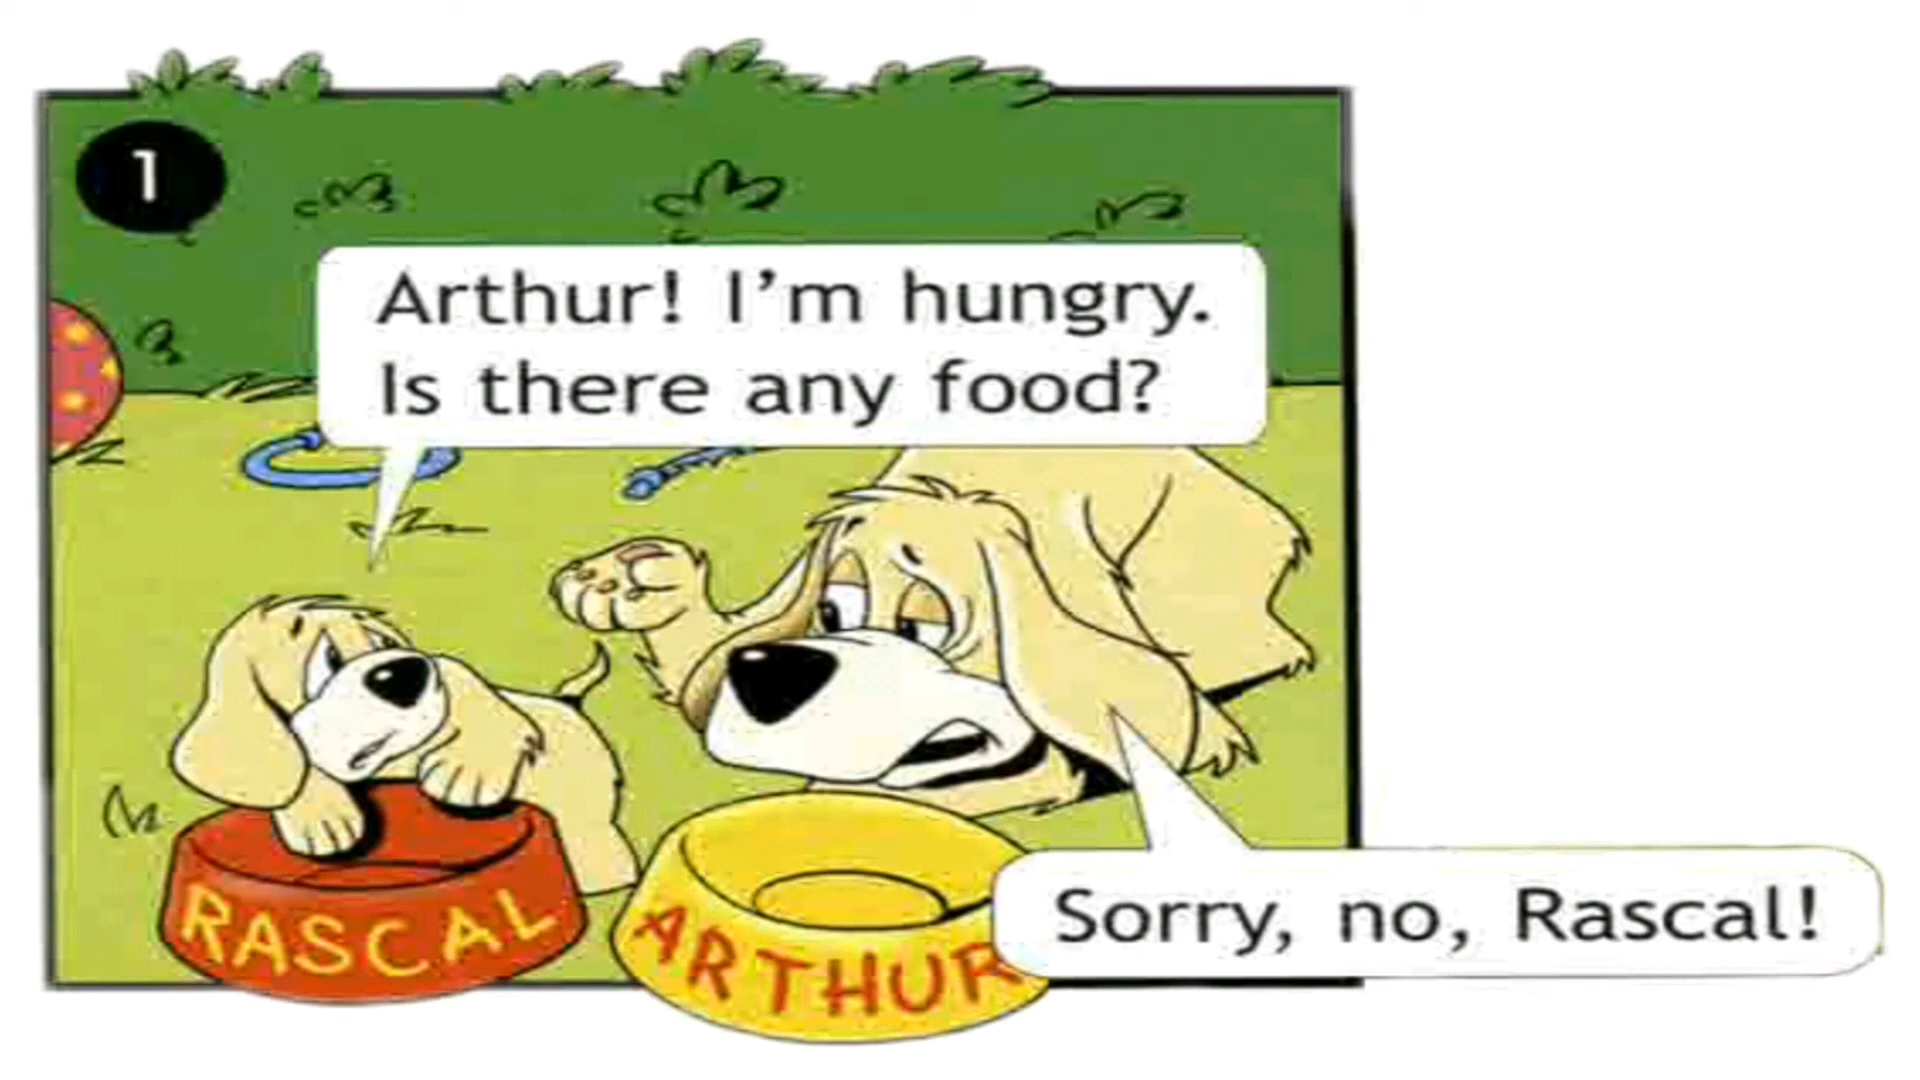 1
Arthur! I'm hungry.
Is there any food?
RASCAL
ARTHUR
Sorry, no, Rascal!